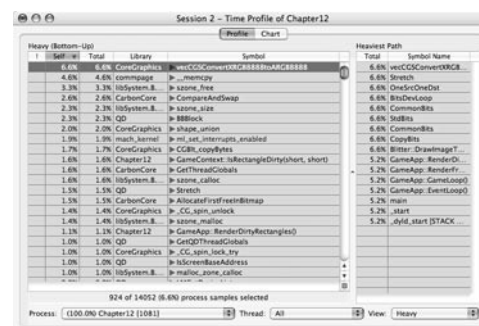 Session 2 – Time Profile of Chapter12
Profile Chart
Heavy (Bottom-Up)
! Self Total Library Symbol
6.6% 6.6% CoreGraphics vecCGSConvertXRGB8888toARGB8888
4.6% 4.6% commpage __memcpy
3.3% 3.3% libSystem.B... szone_free
2.6% 2.6% CarbonCore CompareAndSwap
2.3% 2.3% libSystem.B... szone_size
2.3% 2.3% QD BBBlock
2.0% 2.0% CoreGraphics shape_union
1.9% 1.9% mach_kernel ml_set_interrupts_enabled
1.7% 1.7% CoreGraphics CGBlt_copyBytes
1.6% 1.6% Chapter12 GameContext::IsRectangleDirty(short, short)
1.6% 1.6% CarbonCore GetThreadGlobals
1.6% 1.6% libSystem.B... szone_calloc
1.5% 1.5% QD Stretch
1.5% 1.5% CarbonCore AllocateFirstFreeInBitmap
1.4% 1.4% CoreGraphics _CG_spin_unlock
1.4% 1.4% libSystem.B... szone_malloc
1.1% 1.1% Chapter12 GameApp::RenderDirtyRectangles()
1.0% 1.0% QD GetQDThreadGlobals
1.0% 1.0% CoreGraphics _CG_spin_lock_try
1.0% 1.0% QD IsScreenBaseAddress
1.0% 1.0% libSystem.B... malloc_zone_calloc
924 of 14052 (6.6%) process samples selected
Heaviest Path
Total Symbol Name
6.6% vecCGSConvertXRGB...
6.6% Stretch
6.6% OneSrcOneDst
6.6% BitsDevLoop
6.6% CommonBits
6.6% StdBits
6.6% CommonBits
6.6% CopyBits
6.6% Blitter::DrawImageT...
5.2% GameApp::RenderDi...
5.2% GameApp::RenderFr...
5.2% GameApp::GameLoop()
5.2% GameApp::EventLoop()
5.2% main
5.2% _start
5.2% _dyld_start [STACK ...
Process: (100.0%) Chapter12 [1081] Thread: All View: Heavy